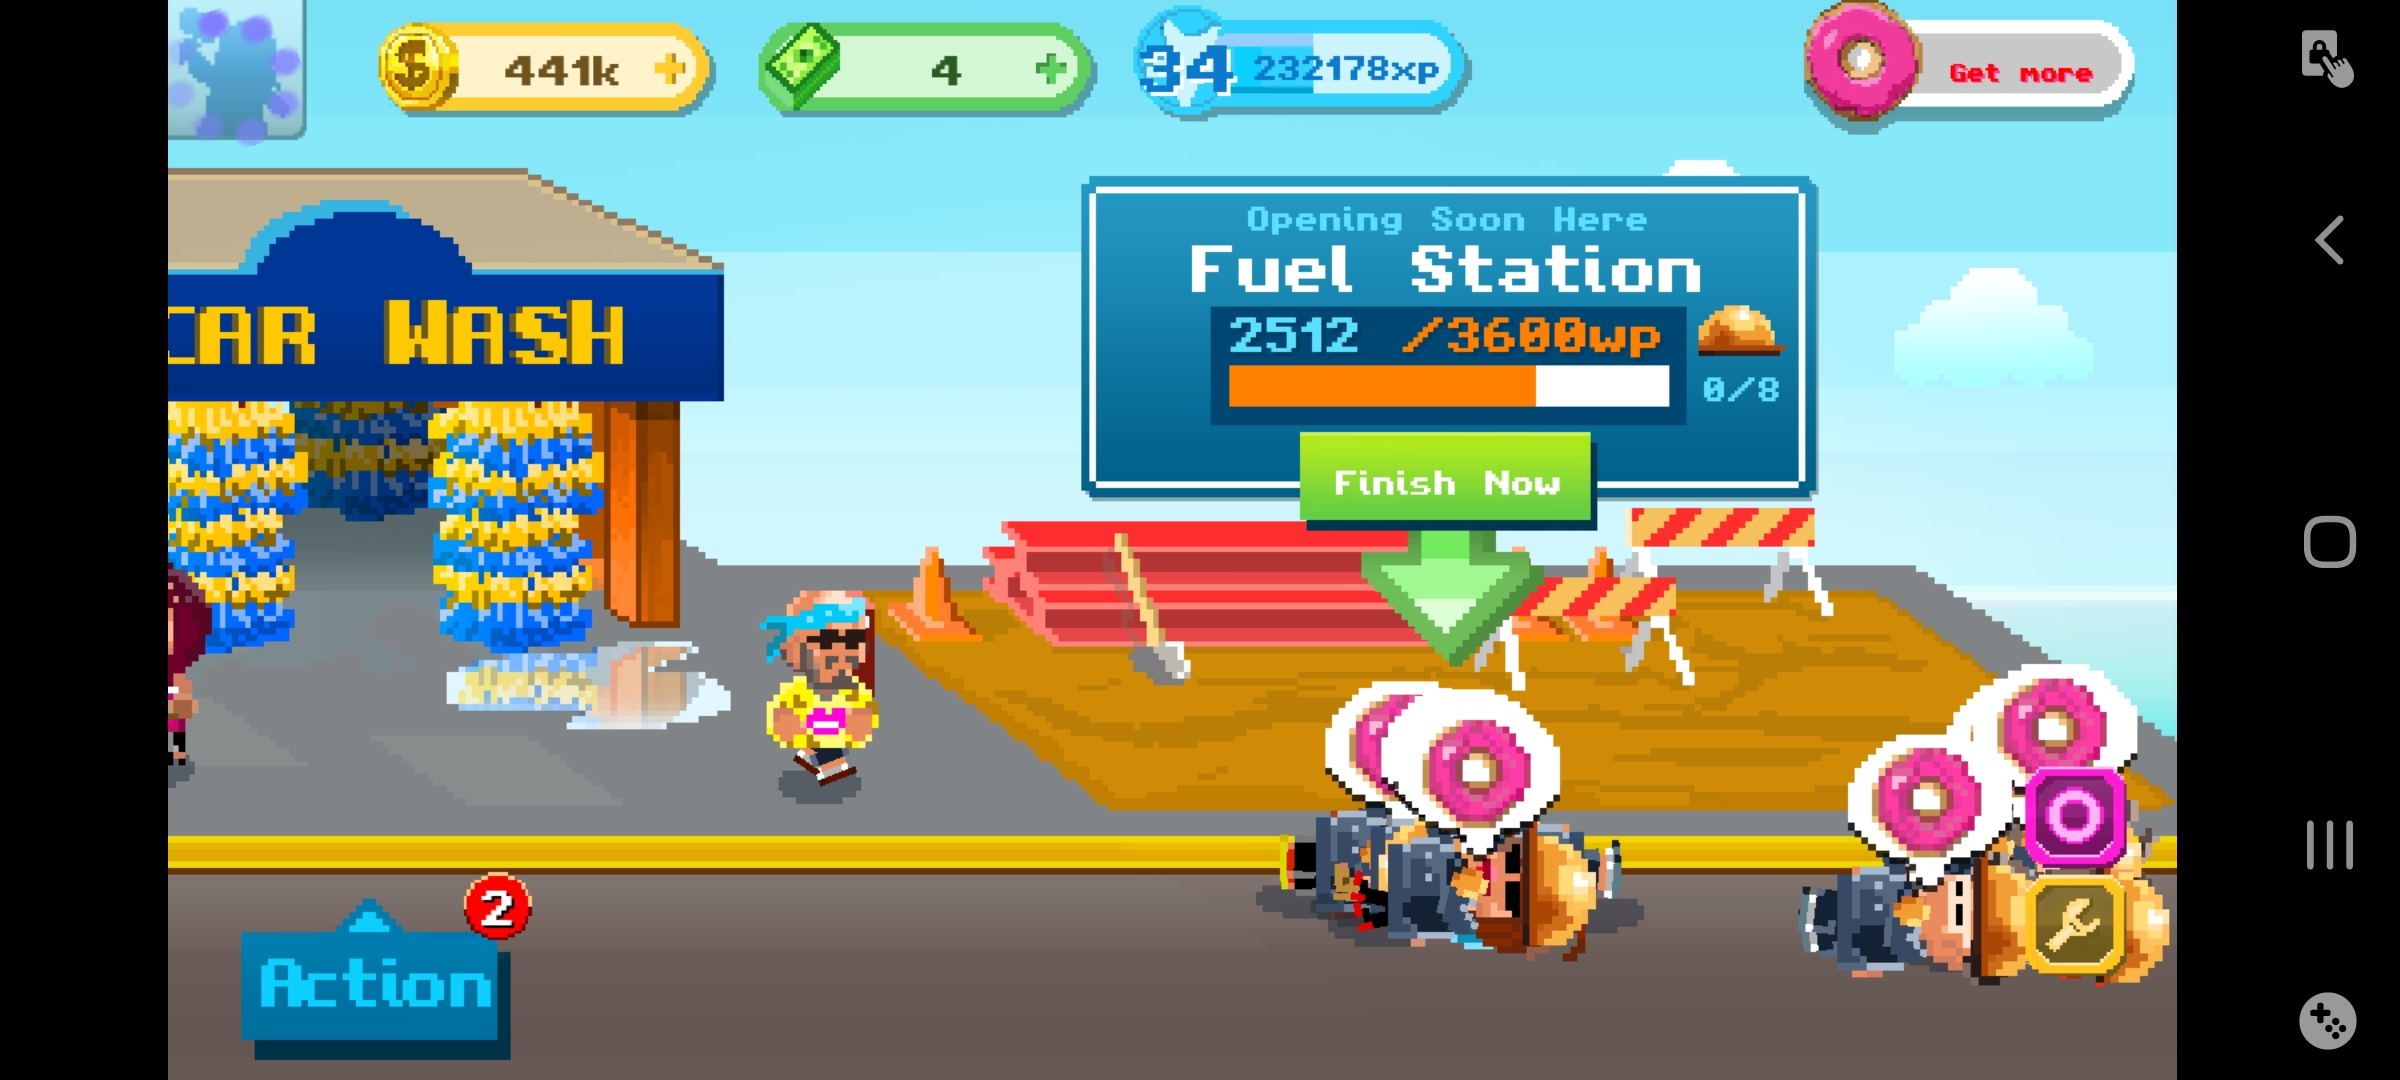 441k
4
34
232178xp
Get more
Opening Soon Here
Fuel Station
2512 /3600wp
0/8
Finish Now
CAR WASH
2
Action